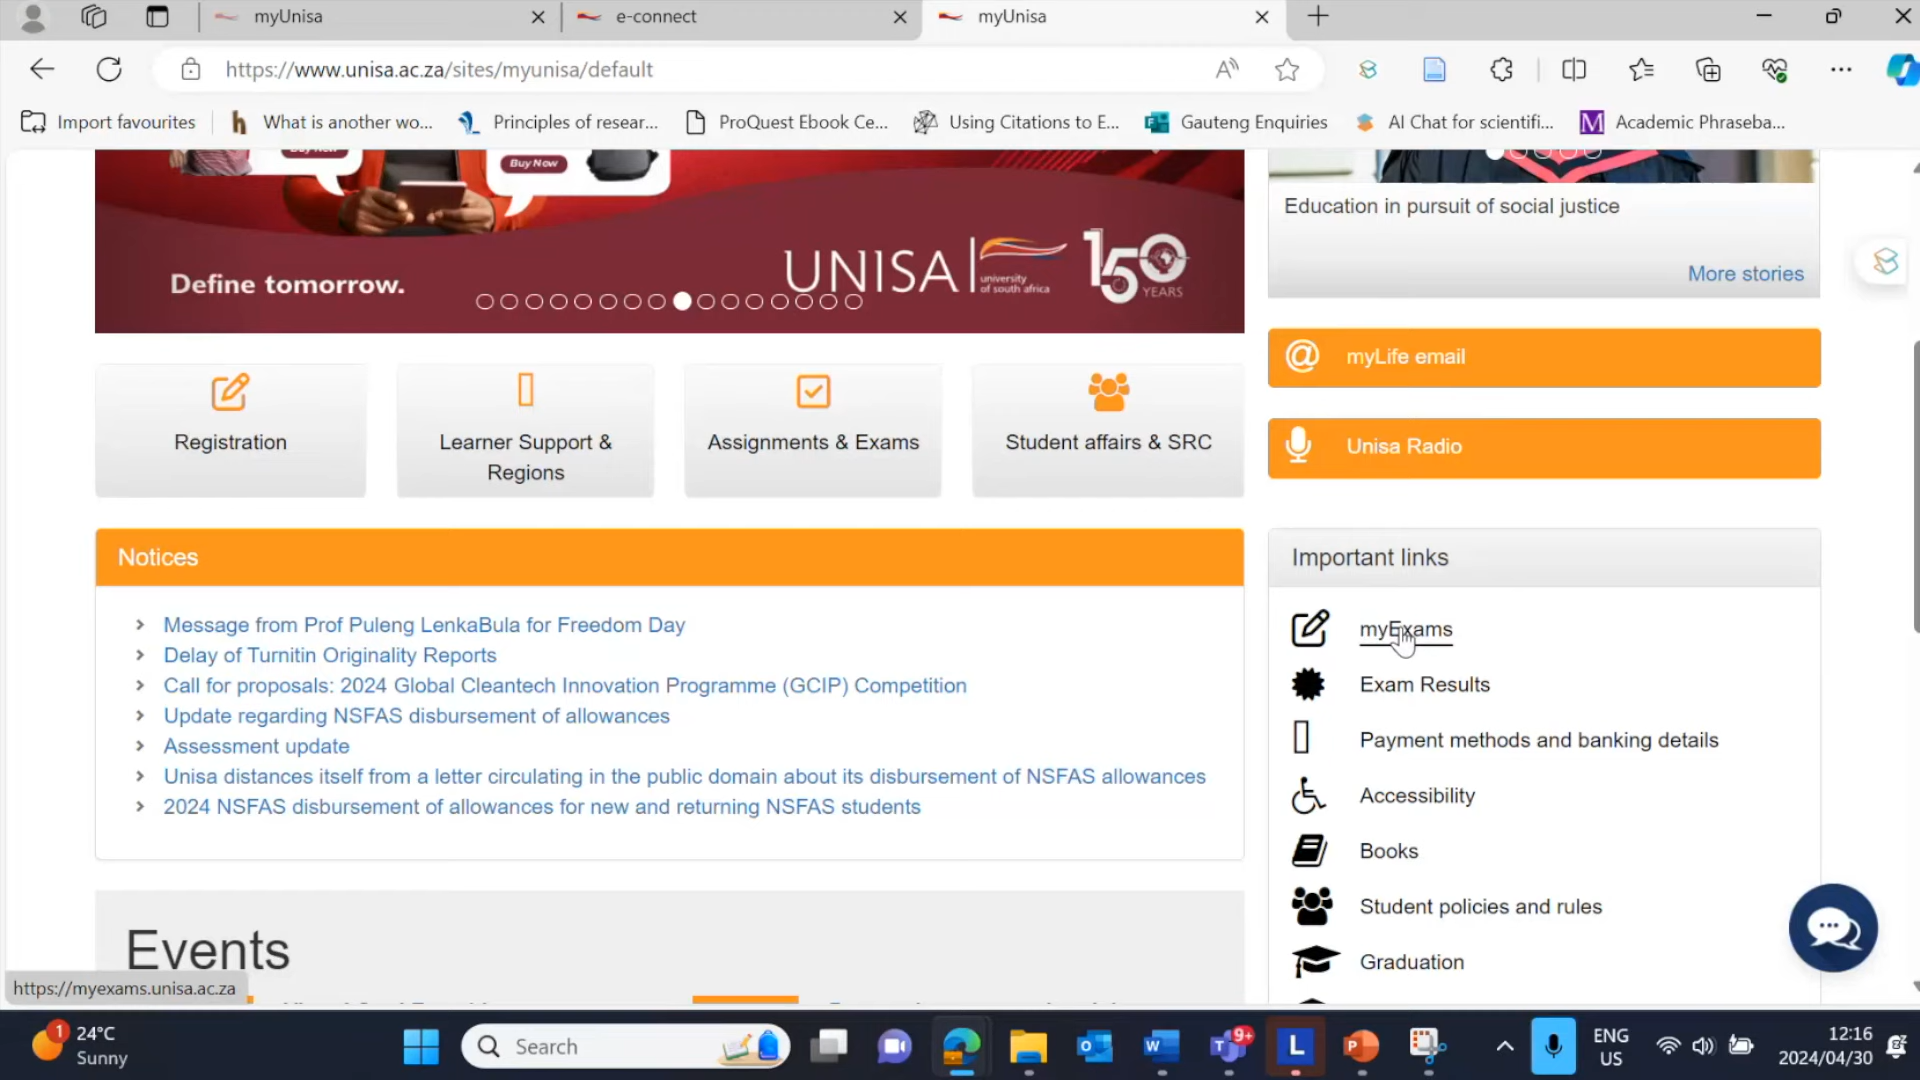 myUnisa
e-connect
myUnisa
https://www.unisa.ac.za/sites/myunisa/default
Import favourites
What is another wo...
Principles of resear...
ProQuest Ebook Ce...
Using Citations to E...
Gauteng Enquiries
AI Chat for scientifi...
Academic Phraseba...
Buy Now
Define tomorrow.
UNISA
university
of south africa
150
YEARS
Education in pursuit of social justice
More stories
myLife email
Unisa Radio
Registration
Learner Support &
Regions
Assignments & Exams
Student affairs & SRC
Notices
Message from Prof Puleng LenkaBula for Freedom Day
Delay of Turnitin Originality Reports
Call for proposals: 2024 Global Cleantech Innovation Programme (GCIP) Competition
Update regarding NSFAS disbursement of allowances
Assessment update
Unisa distances itself from a letter circulating in the public domain about its disbursement of NSFAS allowances
2024 NSFAS disbursement of allowances for new and returning NSFAS students
Important links
myExams
Exam Results
Payment methods and banking details
Accessibility
Books
Student policies and rules
Graduation
Events
https://myexams.unisa.ac.za
1
24°C
Sunny
Search
9+
ENG
US
12:16
2024/04/30